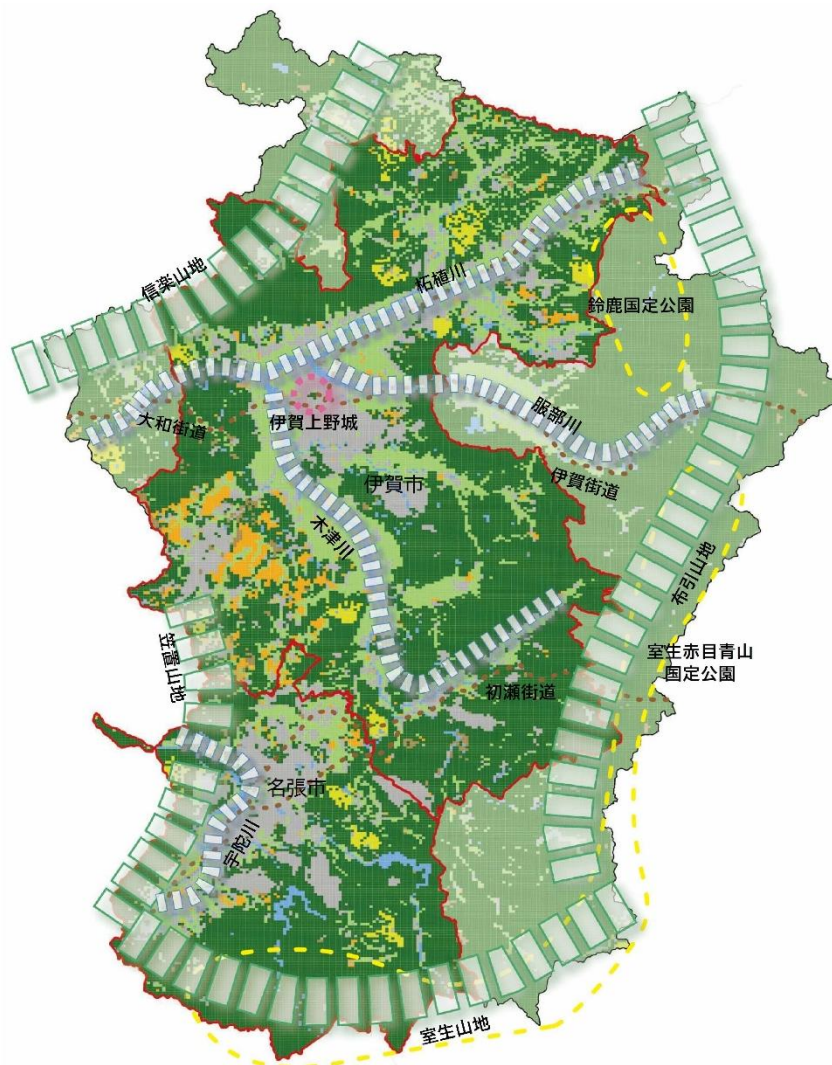 信楽山地
柘植川
鈴鹿国定公園
大和街道
伊賀上野城
服部川
伊賀街道
伊賀市
木津川
布引山地
笠置山地
室生赤目青山
国定公園
初瀬街道
名張市
宇陀川
室生山地